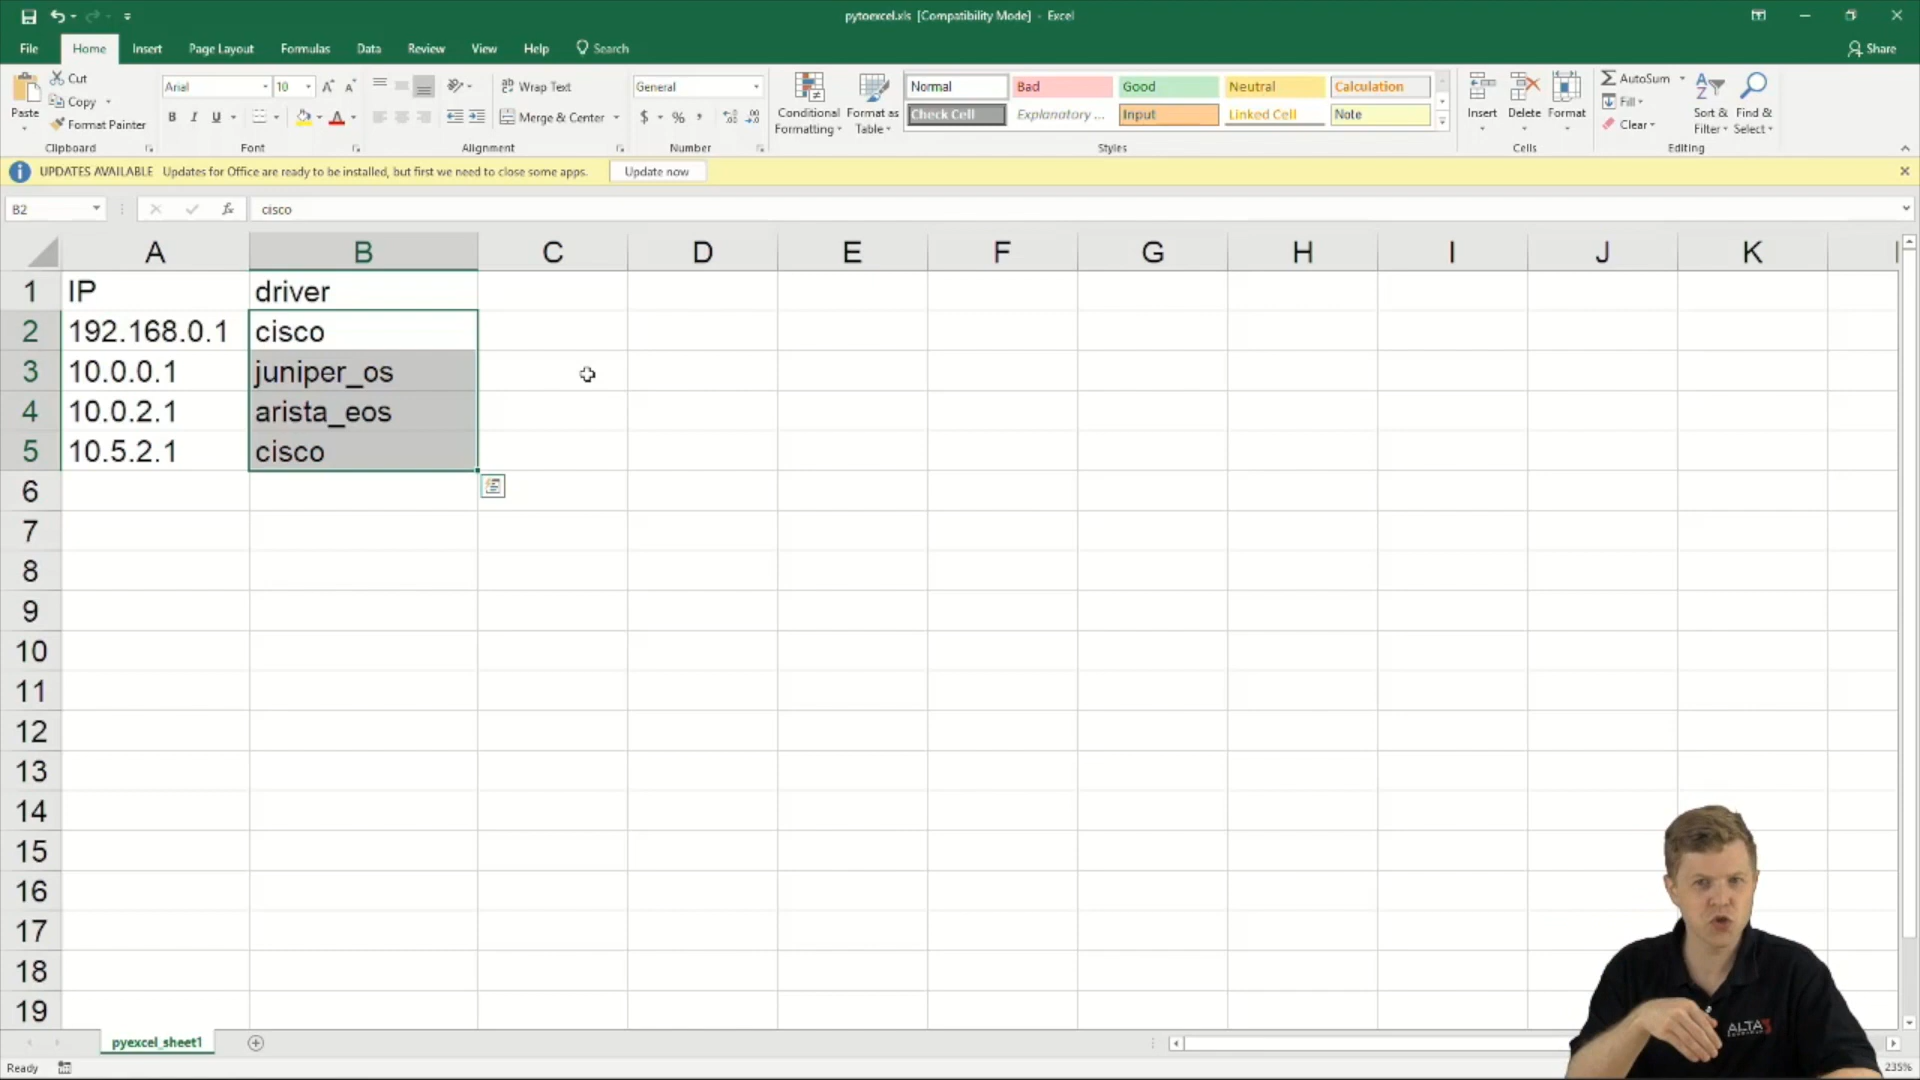 pytoexcel.xls [Compatibility Mode] - Excel
File Home Insert Page Layout Formulas Data Review View Help Search Share
Paste
Cut
Copy
Format Painter
Clipboard
Arial 10
B I U
Font
Wrap Text
Merge & Center
Alignment
General
$ % ,
Number
Conditional Formatting
Format as Table
Normal Bad Good Neutral Calculation
Check Cell Explanatory ... Input Linked Cell Note
Styles
Insert Delete Format
Cells
AutoSum
Fill
Clear
Sort & Filter
Find & Select
Editing
UPDATES AVAILABLE Updates for Office are ready to be installed, but first we need to close some apps. Update now
B2 fx cisco
A B C D E F G H I J K
1 IP driver
2 192.168.0.1 cisco
3 10.0.0.1 juniper_os
4 10.0.2.1 arista_eos
5 10.5.2.1 cisco
6
7
8
9
10
11
12
13
14
15
16
17
18
19
ALTA3
pyexcel_sheet1
Ready 235%